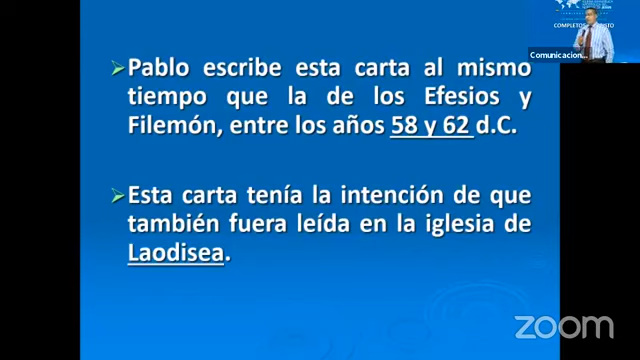 COMPLETOS
Comunicacion...
Pablo escribe esta carta al mismo
tiempo que la de los Efesios y
Filemón, entre los años 58 y 62 d.C.
Esta carta tenía la intención de que
también fuera leída en la iglesia de
Laodisea.
zoom